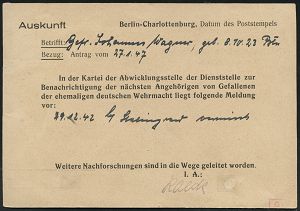 Auskunft
Berlin-Charlottenburg, Datum des Poststempels
Betrifft: Gefr. Johannes Wagner, geb. 8.10.23
Bezug: Antrag vom 27.1.47
In der Kartei der Abwicklungsstelle der Dienststelle zur
Benachrichtigung der nächsten Angehörigen von Gefallenen
der ehemaligen deutschen Wehrmacht liegt folgende Meldung
vor:
29.12.42 Stalingrad vermisst
Weitere Nachforschungen sind in die Wege geleitet worden.
I. A.: